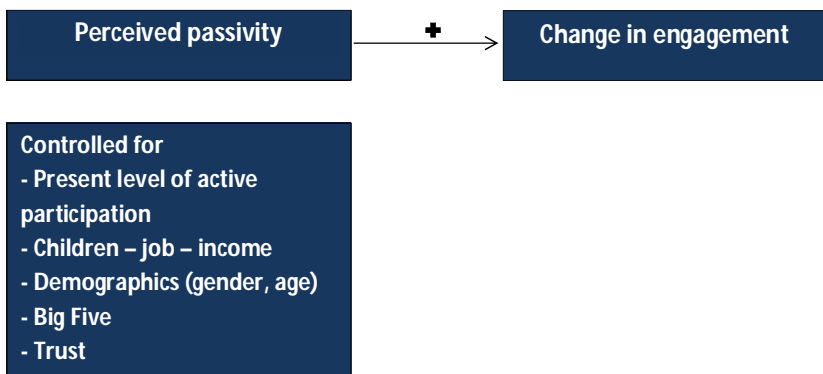 Perceived passivity
+
Change in engagement
Controlled for
- Present level of active
participation
- Children – job – income
- Demographics (gender, age)
- Big Five
- Trust